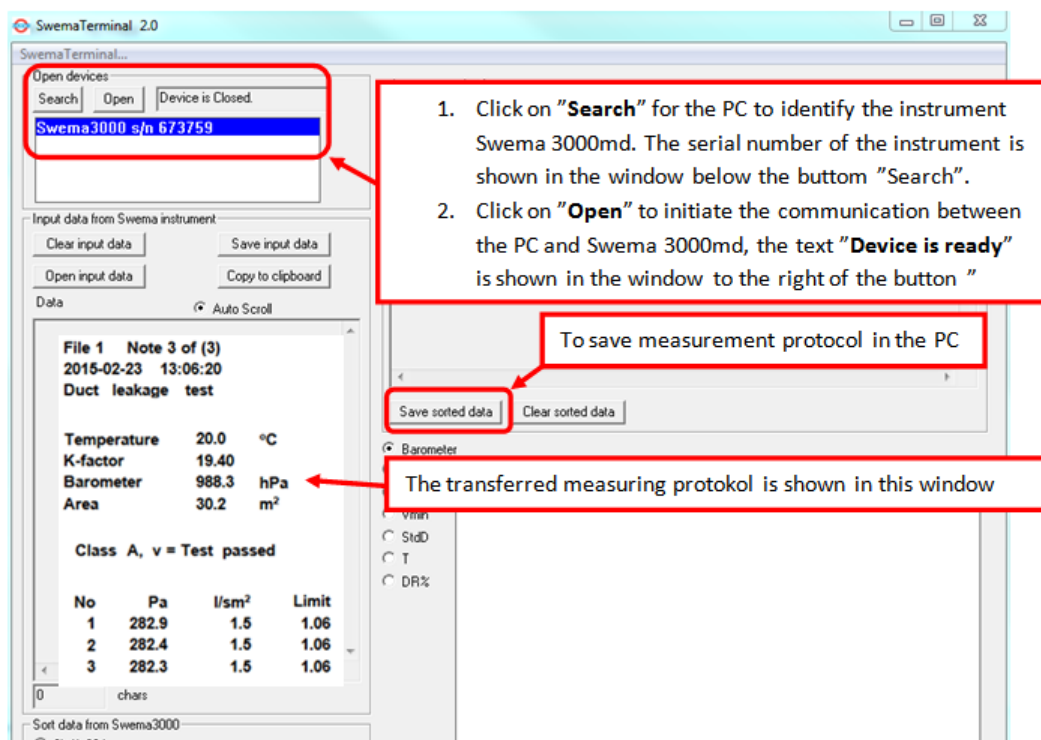 SwemaTerminal 2.0
SwemaTerminal...
Open devices
Search Open Device is Closed.
Swema3000 s/n 673759
1. Click on ”Search” for the PC to identify the instrument
Swema 3000md. The serial number of the instrument is
shown in the window below the buttom ”Search”.
2. Click on ”Open” to initiate the communication between
the PC and Swema 3000md, the text ”Device is ready”
is shown in the window to the right of the button ”
Input data from Swema instrument
Clear input data Save input data
Open input data Copy to clipboard
Data Auto Scroll
File 1 Note 3 of (3)
2015-02-23 13:06:20
Duct leakage test
Temperature 20.0 °C
K-factor 19.40
Barometer 988.3 hPa
Area 30.2 m²
Class A, v = Test passed
No Pa l/sm² Limit
1 282.9 1.5 1.06
2 282.4 1.5 1.06
3 282.3 1.5 1.06
0 chars
Sort data from Swema3000
To save measurement protocol in the PC
Save sorted data Clear sorted data
Barometer
The transferred measuring protokol is shown in this window
Vmin
StdD
T
DR%